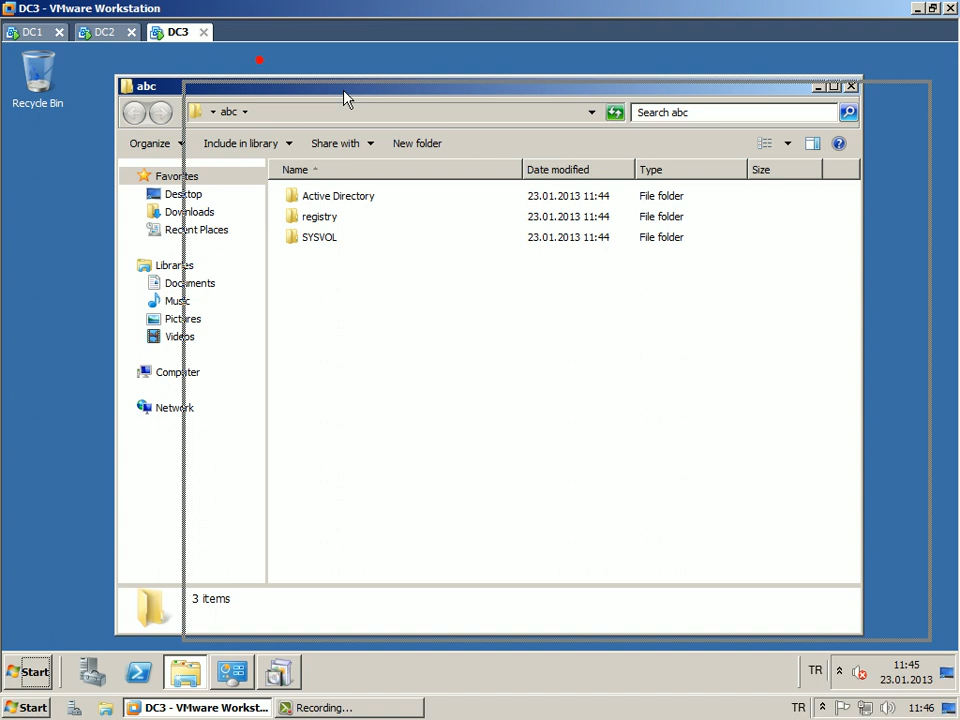 DC3 - VMware Workstation
DC1 DC2 DC3
Recycle Bin
abc
abc
Search abc
Organize Include in library Share with New folder
Name Date modified Type Size
Favorites
Desktop
Downloads
Recent Places
Libraries
Documents
Music
Pictures
Videos
Computer
Network
Active Directory 23.01.2013 11:44 File folder
registry 23.01.2013 11:44 File folder
SYSVOL 23.01.2013 11:44 File folder
3 items
Start
TR
11:45
23.01.2013
Start
DC3 - VMware Workst...
Recording...
TR
11:46